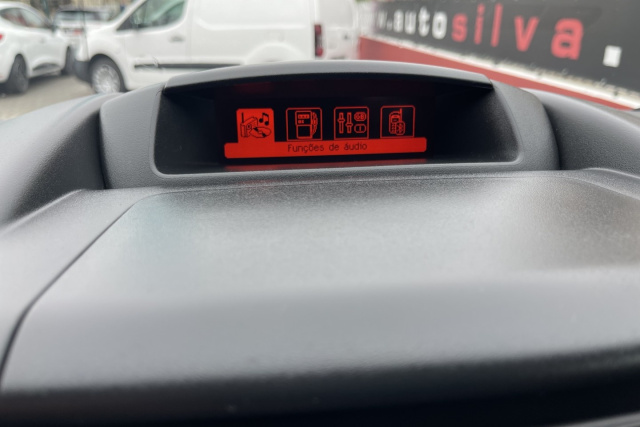 w.autosilva.
Funções de áudio